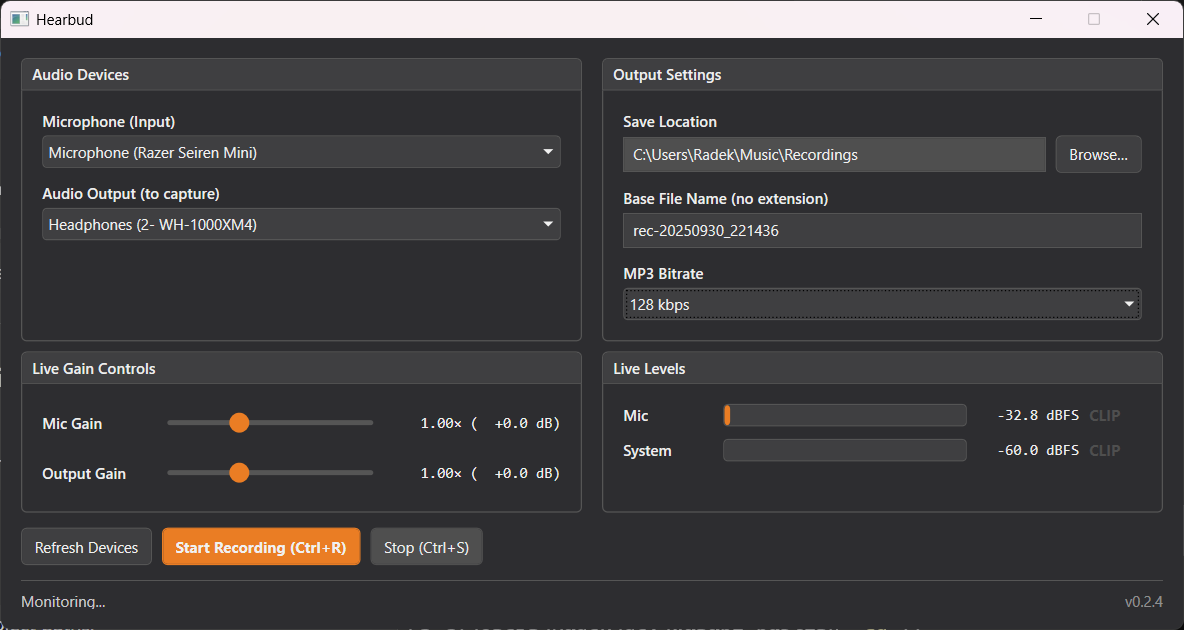 Hearbud
Audio Devices
Microphone (Input)
Microphone (Razer Seiren Mini)
Audio Output (to capture)
Headphones (2- WH-1000XM4)
Output Settings
Save Location
C:\Users\Radek\Music\Recordings
Browse...
Base File Name (no extension)
rec-20250930_221436
MP3 Bitrate
128 kbps
Live Gain Controls
Mic Gain 1.00× ( +0.0 dB)
Output Gain 1.00× ( +0.0 dB)
Live Levels
Mic -32.8 dBFS CLIP
System -60.0 dBFS CLIP
Refresh Devices Start Recording (Ctrl+R) Stop (Ctrl+S)
Monitoring... v0.2.4